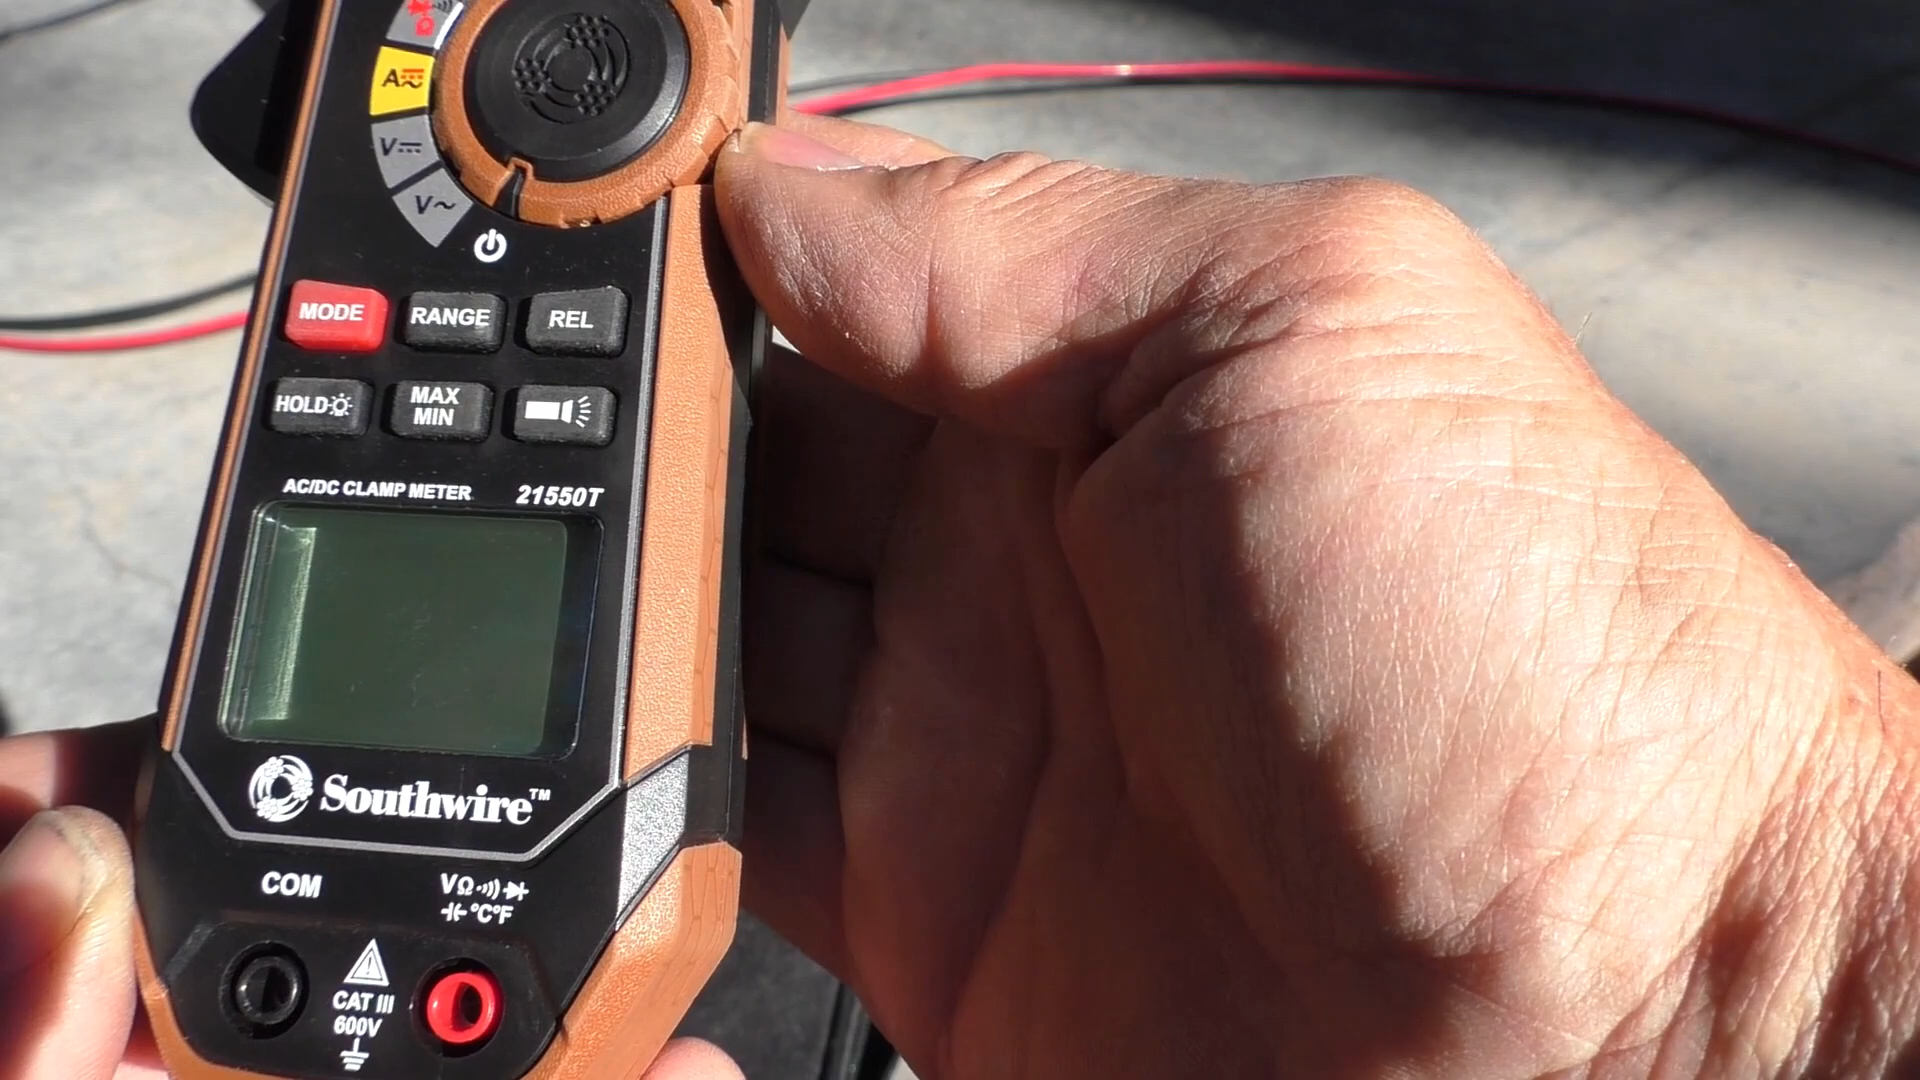 A
V
V~
MODE RANGE REL
HOLD MAX MIN
AC/DC CLAMP METER 21550T
Southwire™
COM VΩ
°C°F
CAT III
600V